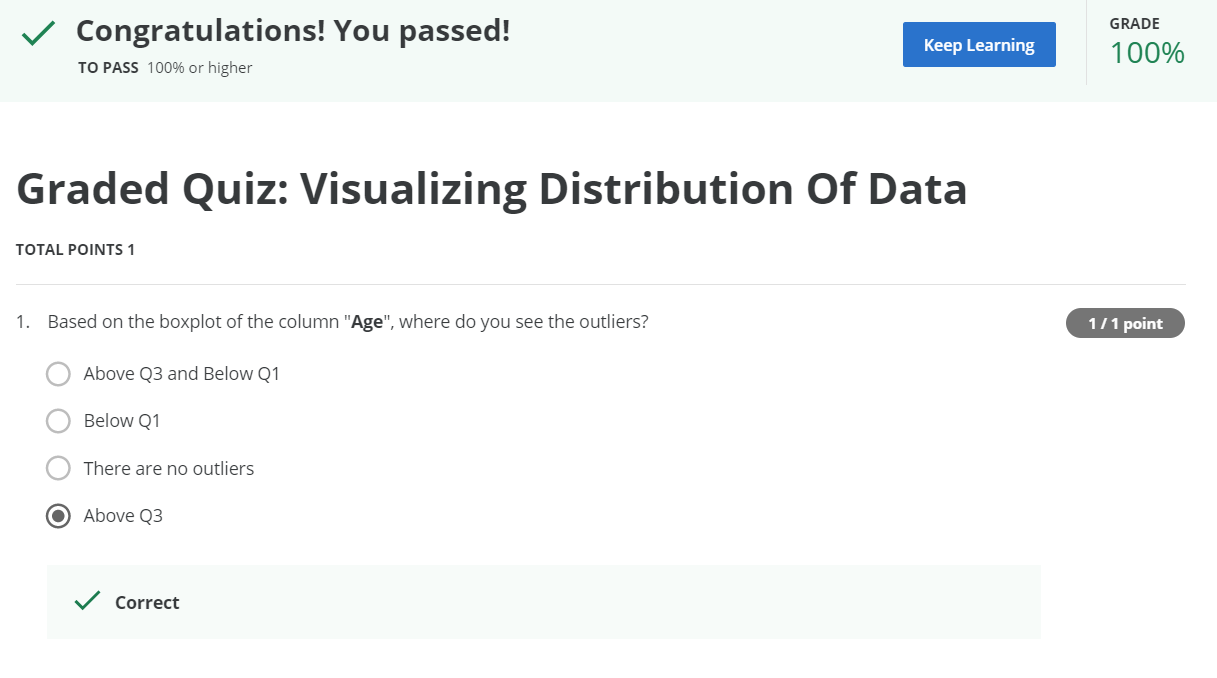 Congratulations! You passed!
TO PASS 100% or higher
Keep Learning
GRADE
100%
Graded Quiz: Visualizing Distribution Of Data
TOTAL POINTS 1
1. Based on the boxplot of the column "Age", where do you see the outliers?
1 / 1 point
Above Q3 and Below Q1
Below Q1
There are no outliers
Above Q3
Correct